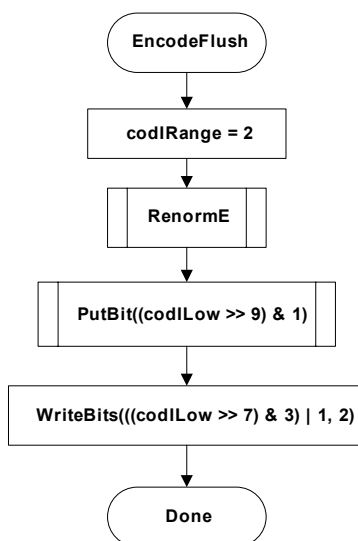 EncodeFlush
codIRange = 2
RenormE
PutBit((codILow >> 9) & 1)
WriteBits(((codILow >> 7) & 3) | 1, 2)
Done